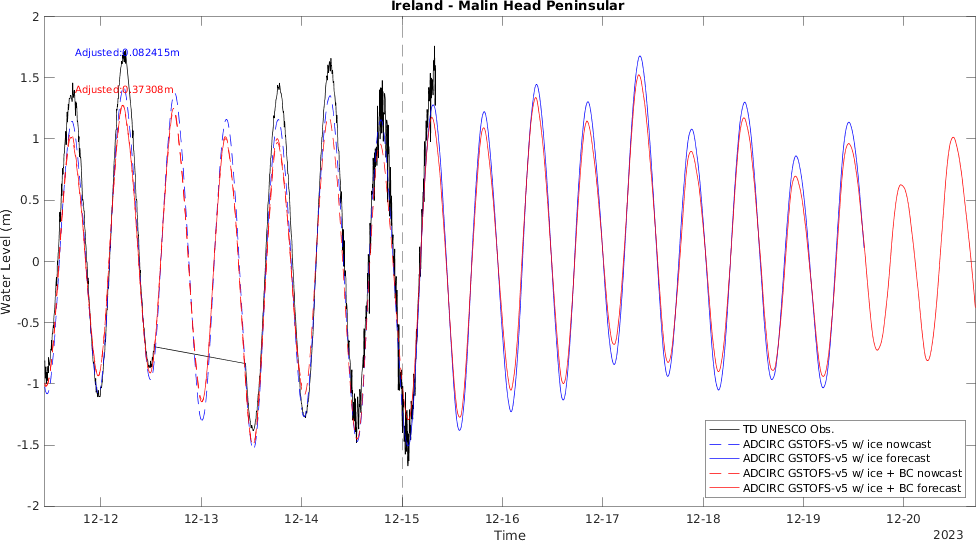 Ireland - Malin Head Peninsular
2
1.5
1
0.5
0
-0.5
-1
-1.5
-2
Water Level (m)
Adjusted:0.082415m
Adjusted:0.37308m
TD UNESCO Obs.
ADCIRC GSTOFS-v5 w/ ice nowcast
ADCIRC GSTOFS-v5 w/ ice forecast
ADCIRC GSTOFS-v5 w/ ice + BC nowcast
ADCIRC GSTOFS-v5 w/ ice + BC forecast
12-12 12-13 12-14 12-15 12-16 12-17 12-18 12-19 12-20
Time
2023